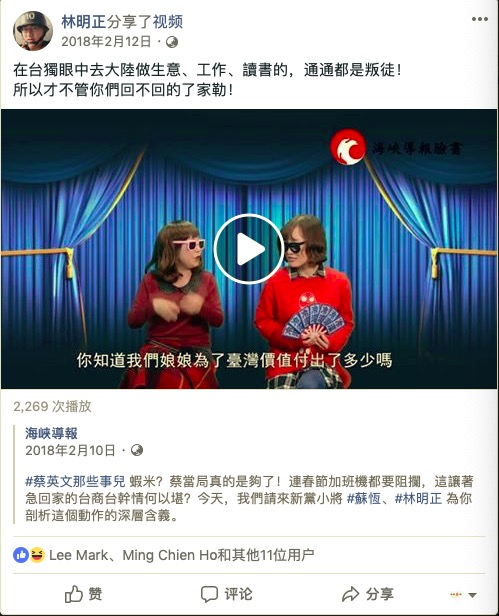 林明正分享了视频
2018年2月12日 ·
在台獨眼中去大陸做生意、工作、讀書的，通通都是叛徒！
所以才不管你們回不回的了家勒！
海峽導報臉書
你知道我們娘娘為了臺灣價值付出了多少嗎
2,269 次播放
海峽導報
2018年2月10日 ·
#蔡英文那些事兒 蝦米？蔡當局真的是夠了！連春節加班機都要阻攔，這讓著
急回家的台商台幹情何以堪？今天，我們請來新黨小將 #蘇恆、#林明正 為你
剖析這個動作的深層含義。
Lee Mark、Ming Chien Ho和其他11位用户
赞 评论 分享